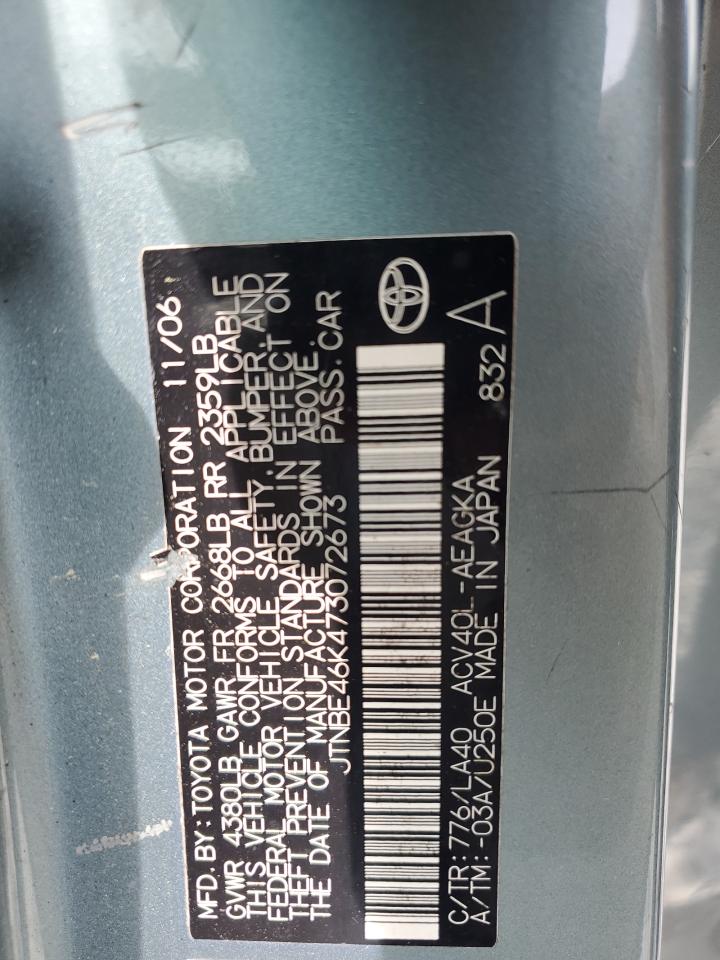 MFD. BY: TOYOTA MOTOR CORPORATION 11/06
GVWR 4380LB GAWR FR 2668LB RR 2359LB
THIS VEHICLE CONFORMS TO ALL APPLICABLE
FEDERAL MOTOR VEHICLE SAFETY, BUMPER, AND
THEFT PREVENTION STANDARDS IN EFFECT ON
THE DATE OF MANUFACTURE SHOWN ABOVE.
JTNBE46K473072673 PASS. CAR
C/TR: 776/LA40 ACV40L-AEAGKA 832 A
A/TM: -03A/U250E MADE IN JAPAN